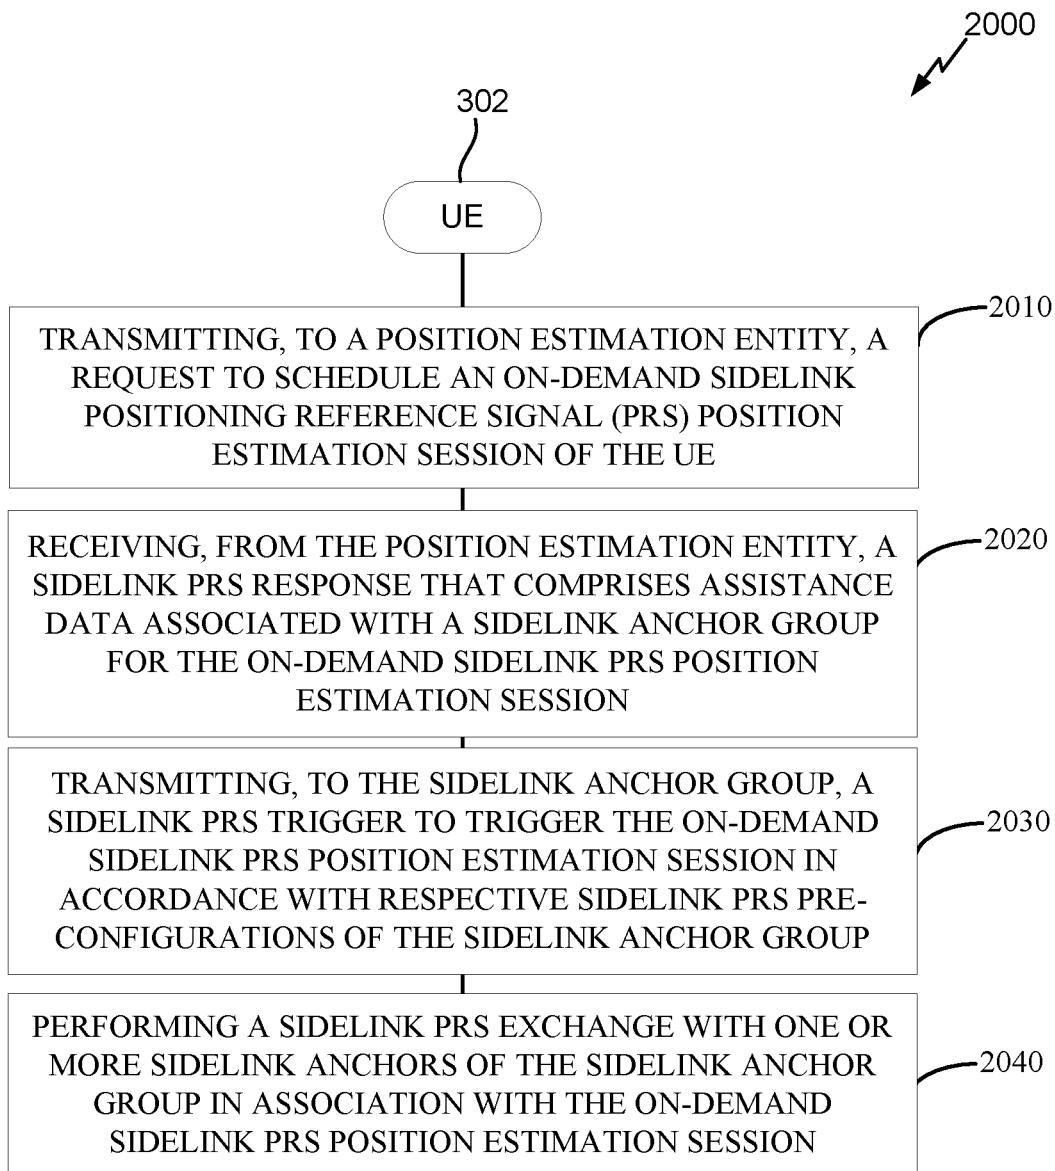 2000
302
UE
2010
TRANSMITTING, TO A POSITION ESTIMATION ENTITY, A
REQUEST TO SCHEDULE AN ON-DEMAND SIDELINK
POSITIONING REFERENCE SIGNAL (PRS) POSITION
ESTIMATION SESSION OF THE UE
2020
RECEIVING, FROM THE POSITION ESTIMATION ENTITY, A
SIDELINK PRS RESPONSE THAT COMPRISES ASSISTANCE
DATA ASSOCIATED WITH A SIDELINK ANCHOR GROUP
FOR THE ON-DEMAND SIDELINK PRS POSITION
ESTIMATION SESSION
2030
TRANSMITTING, TO THE SIDELINK ANCHOR GROUP, A
SIDELINK PRS TRIGGER TO TRIGGER THE ON-DEMAND
SIDELINK PRS POSITION ESTIMATION SESSION IN
ACCORDANCE WITH RESPECTIVE SIDELINK PRS PRE-
CONFIGURATIONS OF THE SIDELINK ANCHOR GROUP
2040
PERFORMING A SIDELINK PRS EXCHANGE WITH ONE OR
MORE SIDELINK ANCHORS OF THE SIDELINK ANCHOR
GROUP IN ASSOCIATION WITH THE ON-DEMAND
SIDELINK PRS POSITION ESTIMATION SESSION